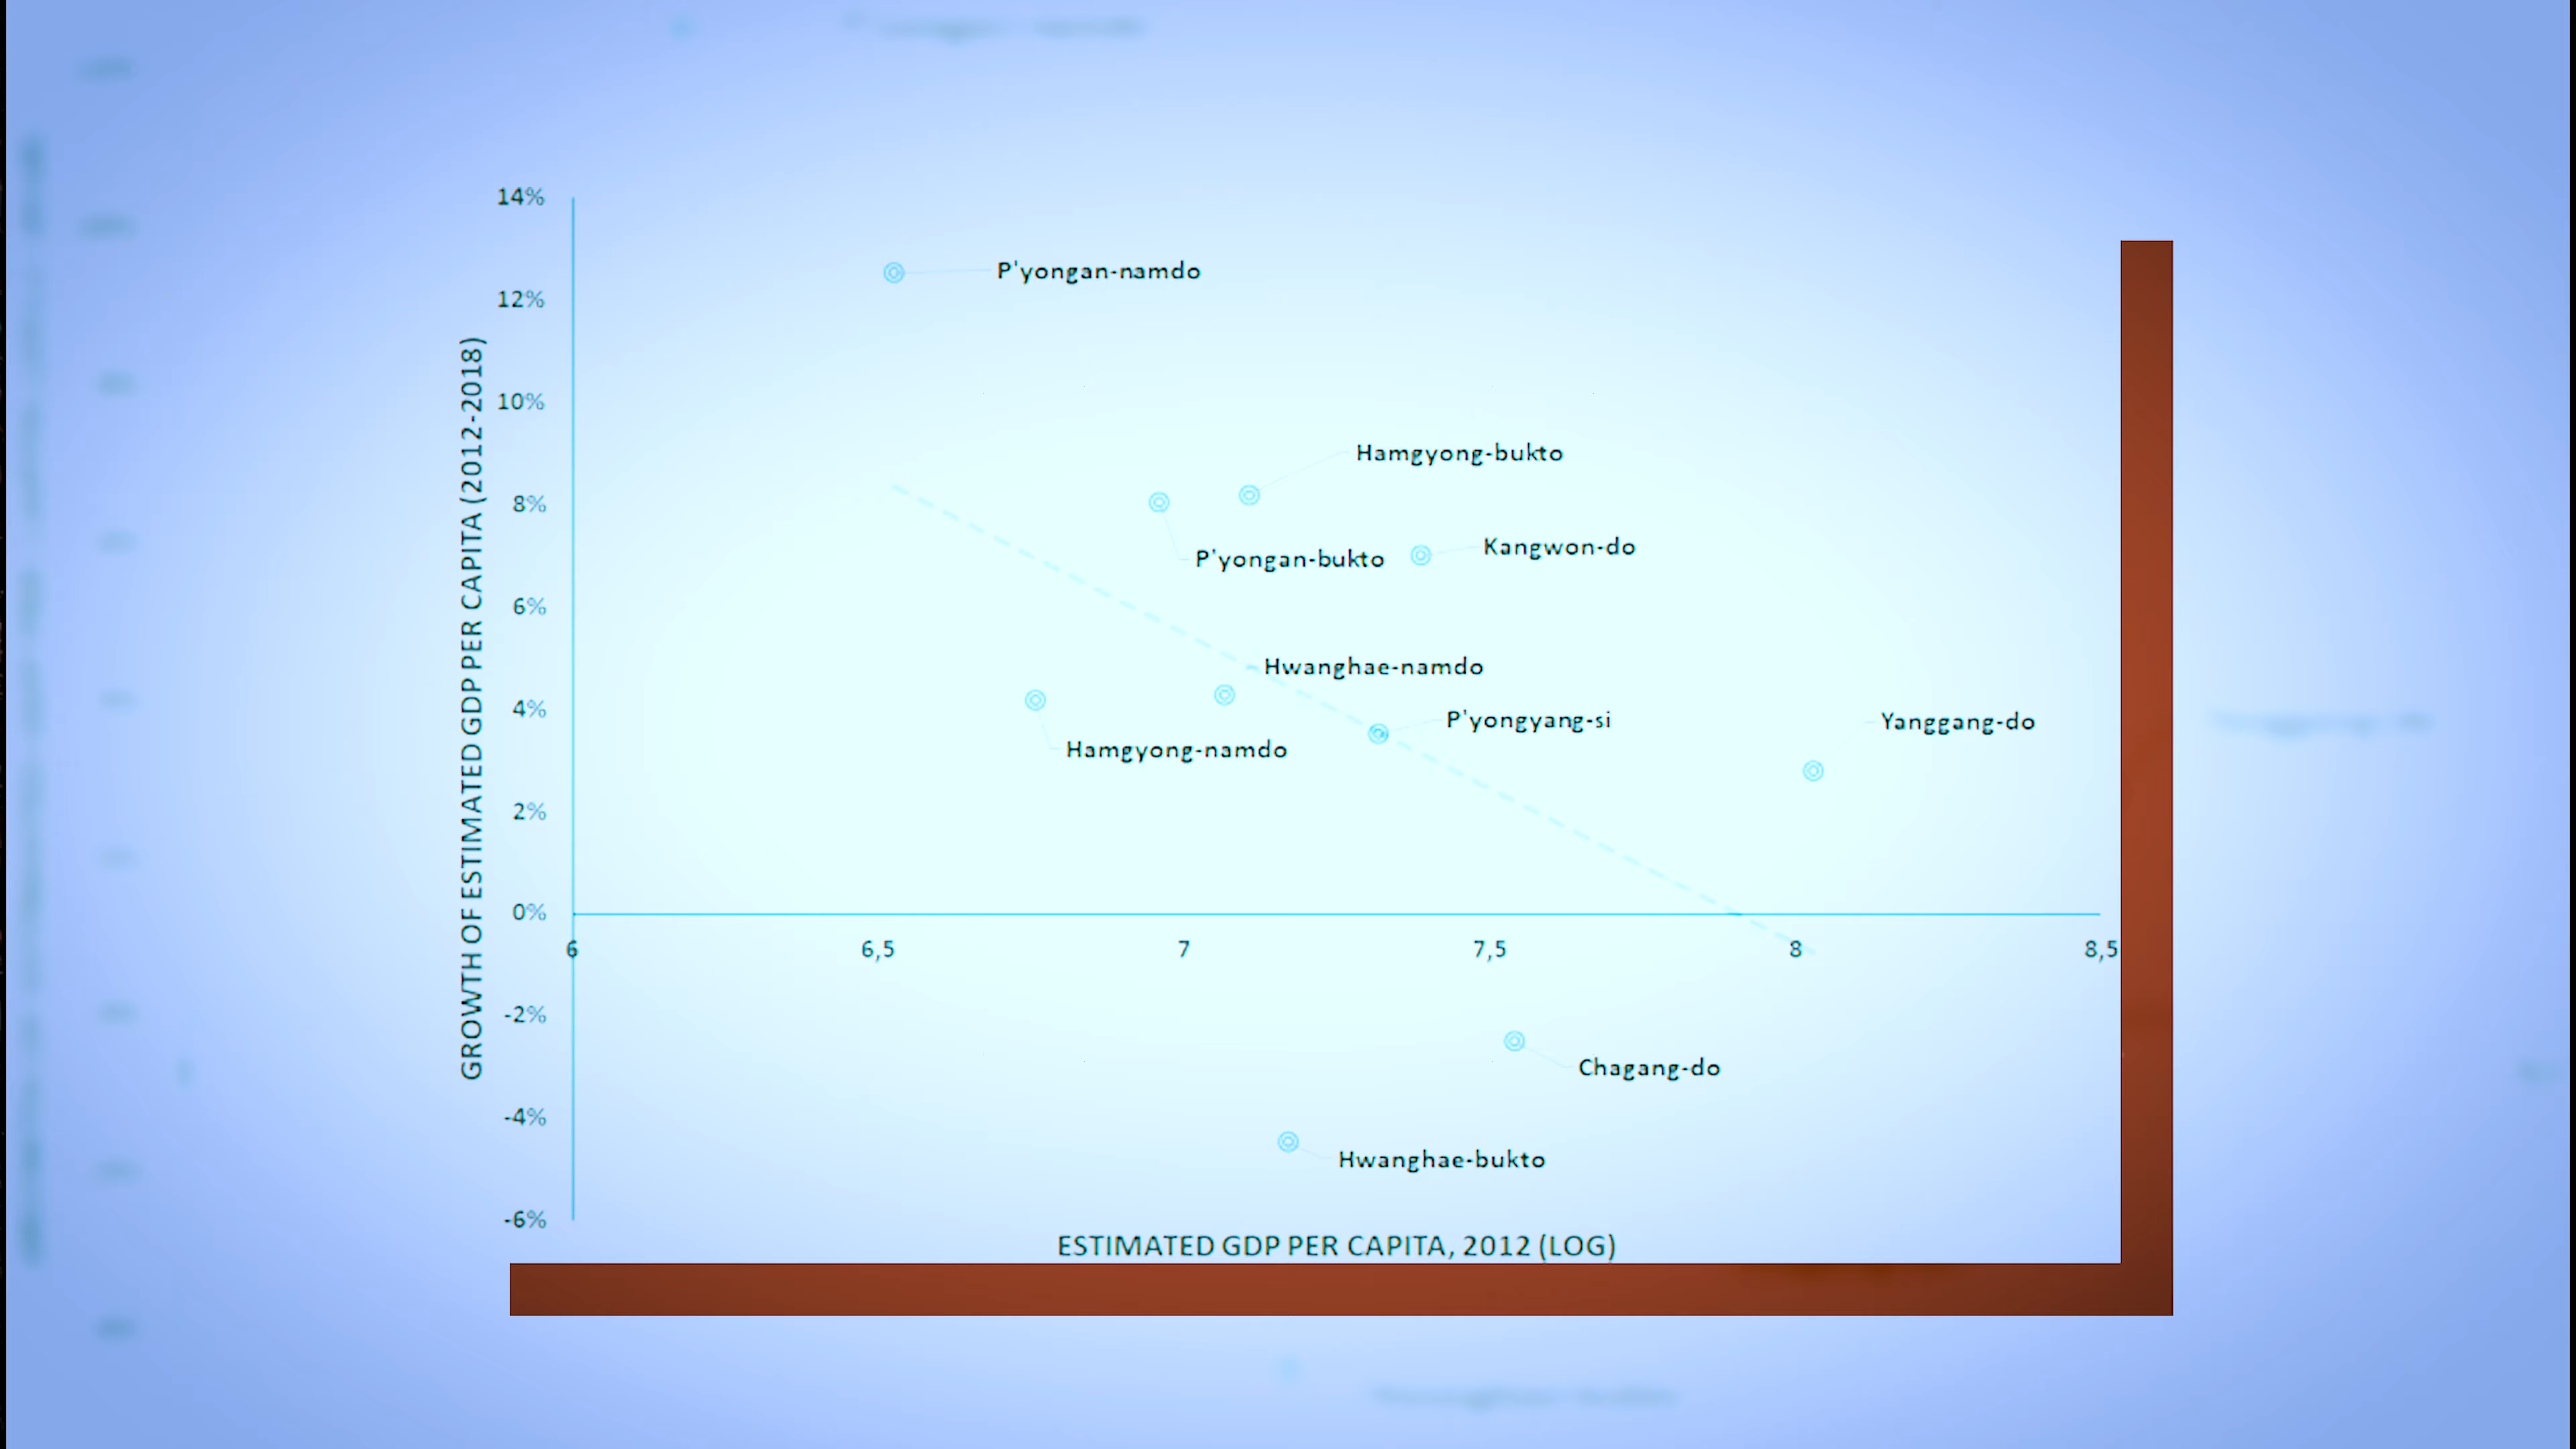 14%
P'yongan-namdo
12%
10%
Hamgyong-bukto
8%
Kangwon-do
P'yongan-bukto
6%
Hwanghae-namdo
4%
P'yongyang-si
Yanggang-do
Hamgyong-namdo
2%
0%
6
6,5
7
7,5
8
8,5
-2%
Chagang-do
-4%
Hwanghae-bukto
-6%
GROWTH OF ESTIMATED GDP PER CAPITA (2012-2018)
ESTIMATED GDP PER CAPITA, 2012 (LOG)